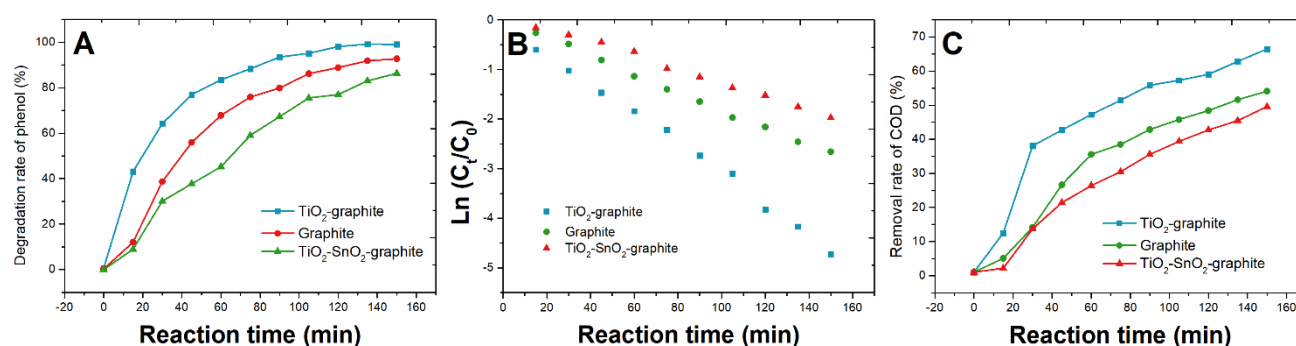 A
Degradation rate of phenol (%)
100
80
60
40
20
0
TiO₂-graphite
Graphite
TiO₂-SnO₂-graphite
-20 0 20 40 60 80 100 120 140 160
Reaction time (min)
B
Ln (Cₜ/C₀)
0
-1
-2
-3
-4
-5
TiO₂-graphite
Graphite
TiO₂-SnO₂-graphite
0 20 40 60 80 100 120 140 160
Reaction time (min)
C
Removal rate of COD (%)
70
60
50
40
30
20
10
0
TiO₂-graphite
Graphite
TiO₂-SnO₂-graphite
-20 0 20 40 60 80 100 120 140 160
Reaction time (min)